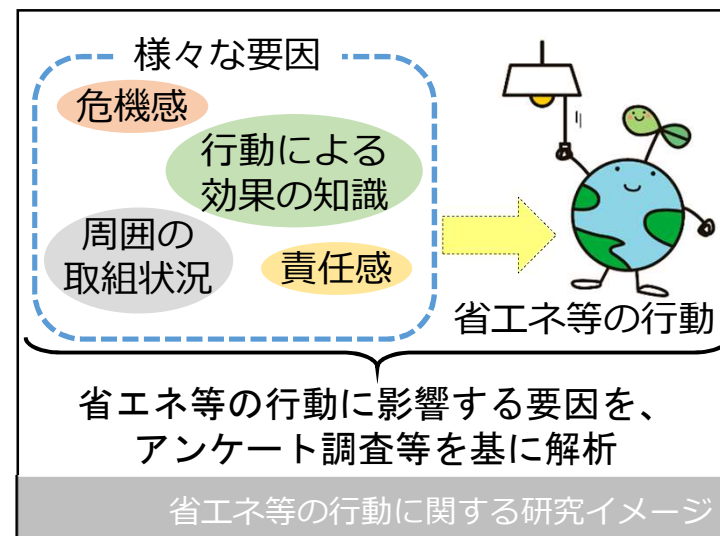 様々な要因
危機感
行動による
効果の知識
周囲の
取組状況
責任感
省エネ等の行動
省エネ等の行動に影響する要因を、
アンケート調査等を基に解析
省エネ等の行動に関する研究イメージ